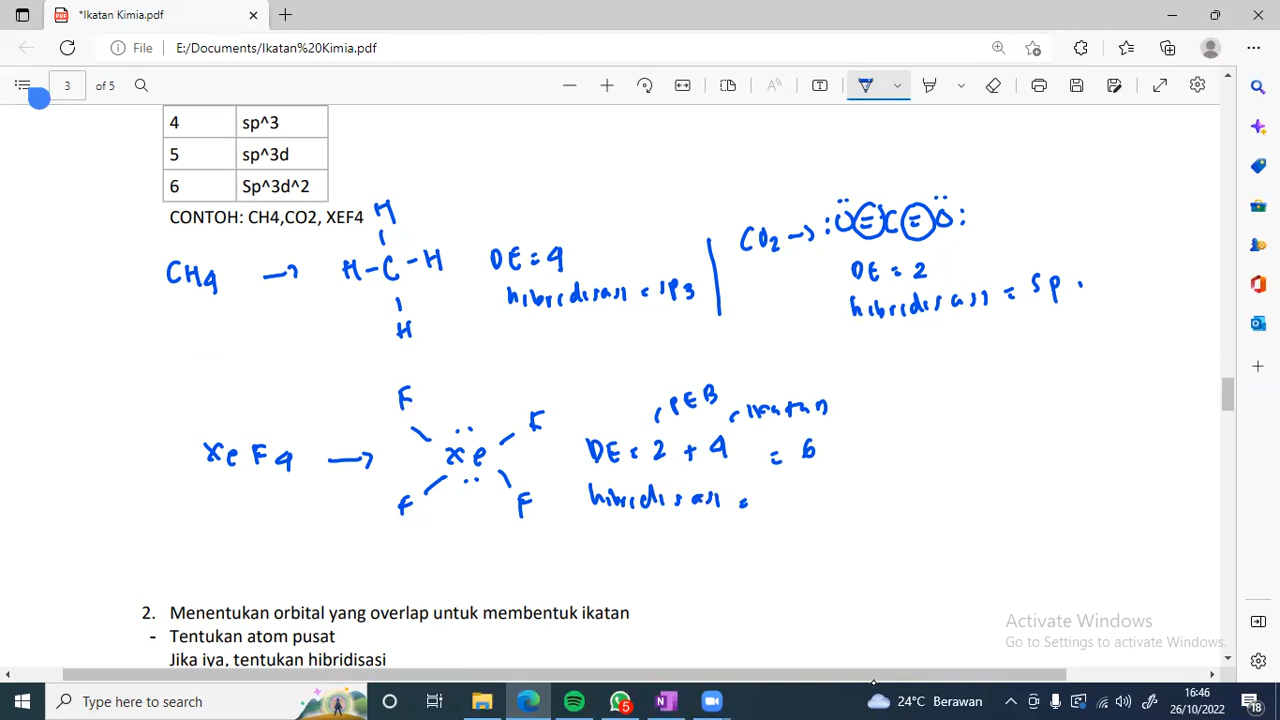 *Ikatan Kimia.pdf
File E:/Documents/Ikatan%20Kimia.pdf
3 of 5
4 sp^3
5 sp^3d
6 Sp^3d^2
CONTOH: CH4,CO2, XEF4
CH4 → H
H-C-H
H
DE = 4
hibridisasi = sp3
CO2 → :Ö=C=Ö:
DE = 2
hibridisasi = sp.
XeF4 → F
Xe F
F F
PEB ikatan
DE = 2 + 4 = 6
hibridisasi =
2. Menentukan orbital yang overlap untuk membentuk ikatan
- Tentukan atom pusat
Jika iya, tentukan hibridisasi
Activate Windows
Go to Settings to activate Windows.
Type here to search
5
24°C Berawan
16:46
26/10/2022
18